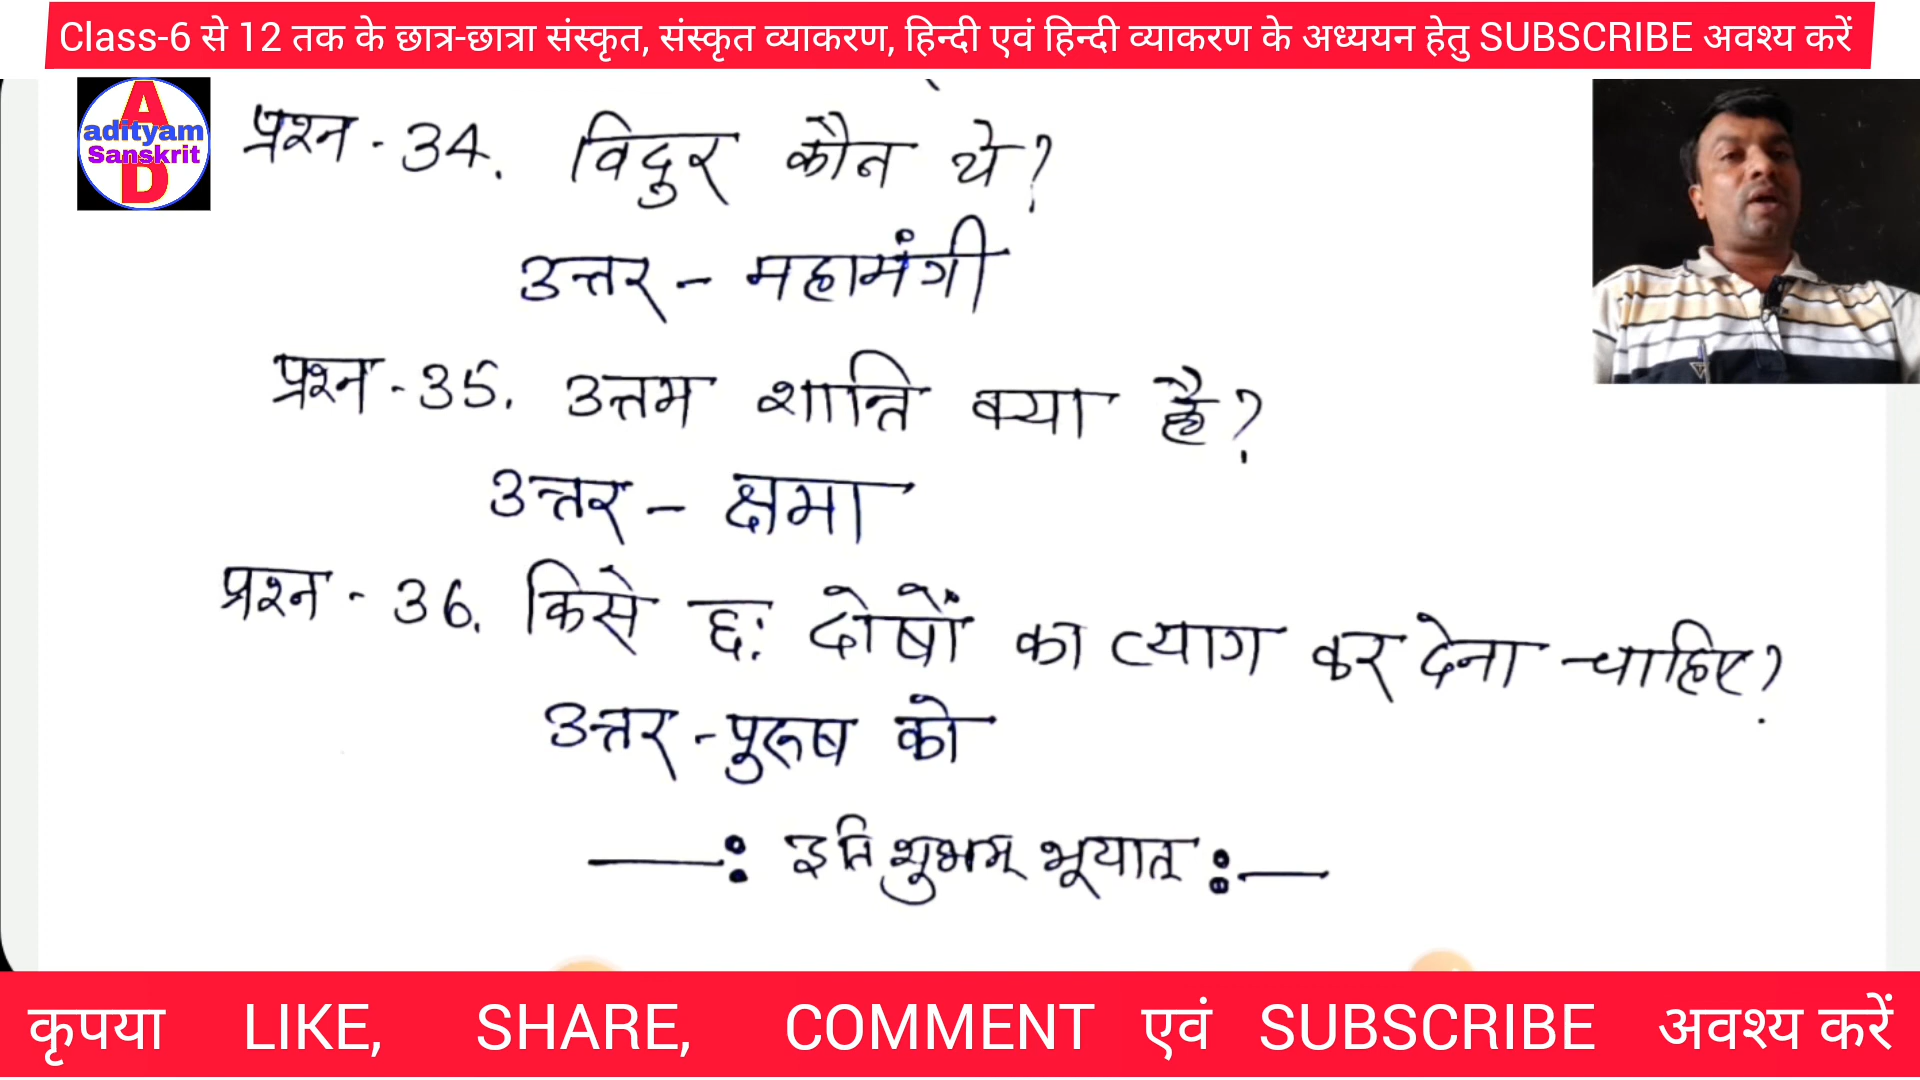 Class-6 से 12 तक के छात्र-छात्रा संस्कृत, संस्कृत व्याकरण, हिन्दी एवं हिन्दी व्याकरण के अध्ययन हेतु SUBSCRIBE अवश्य करें
A
adityam
Sanskrit
D
प्रश्न - 34. विदुर कौन थे?
उत्तर - महामंत्री
प्रश्न - 35. उत्तम शान्ति क्या है?
उत्तर - क्षमा
प्रश्न - 36. किसे छः दोषों का त्याग कर देना चाहिए?
उत्तर - पुरुष को
—: इति शुभम् भूयात् :—
कृपया LIKE, SHARE, COMMENT एवं SUBSCRIBE अवश्य करें